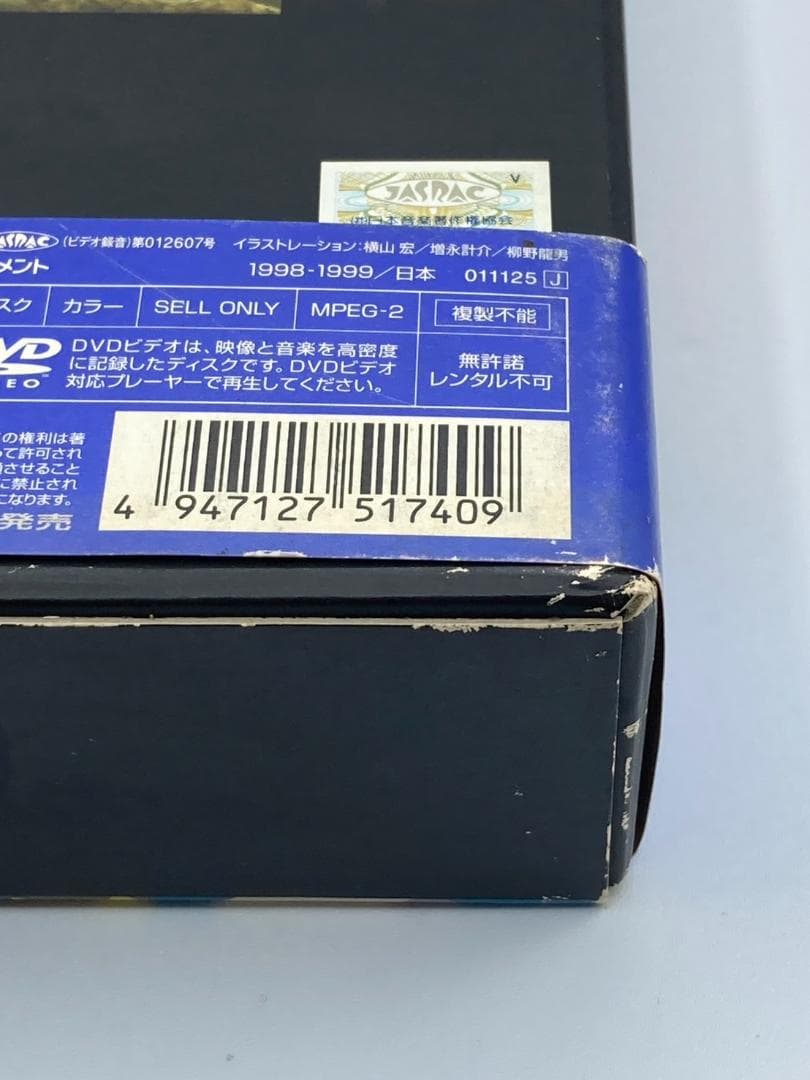 JASRAC
V
(社)日本音楽著作権協会
JASRAC (ビデオ録音)第012607号 イラストレーション:横山 宏/増永計介/柳野龍男
メント 1998-1999/日本 011125 J
スク カラー SELL ONLY MPEG-2 複製不能
DVDビデオは、映像と音楽を高密度
に記録したディスクです。DVDビデオ
対応プレーヤーで再生してください。
無許諾
レンタル不可
の権利は著
って許可され
させること
に禁止され
になります。
発売
4 947127 517409